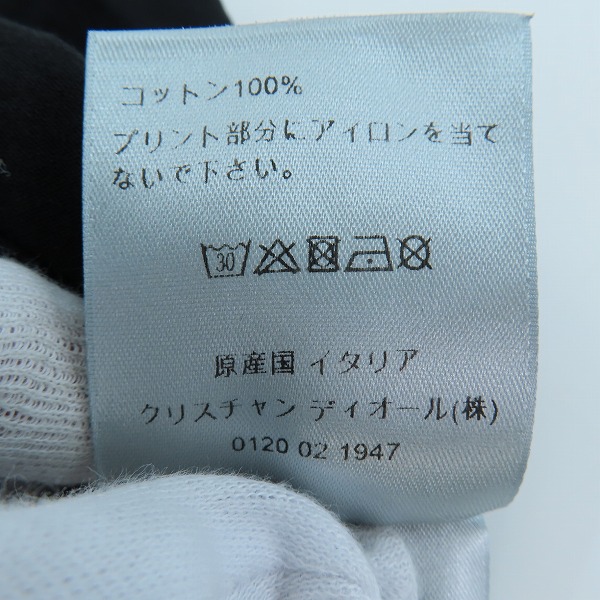 コットン100%
プリント部分にアイロンを当て
ないで下さい。
30
原産国 イタリア
クリスチャン ディオール(株)
0120 02 1947